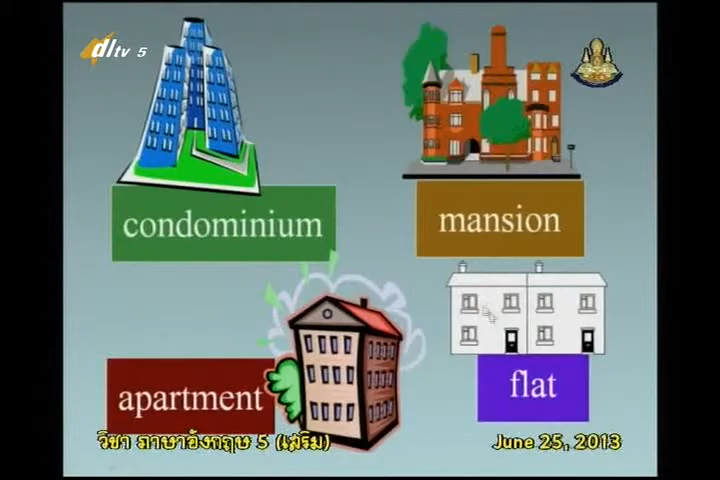 dltv 5
condominium
mansion
apartment
flat
วิชา ภาษาอังกฤษ 5 (เสริม)
June 25, 2013